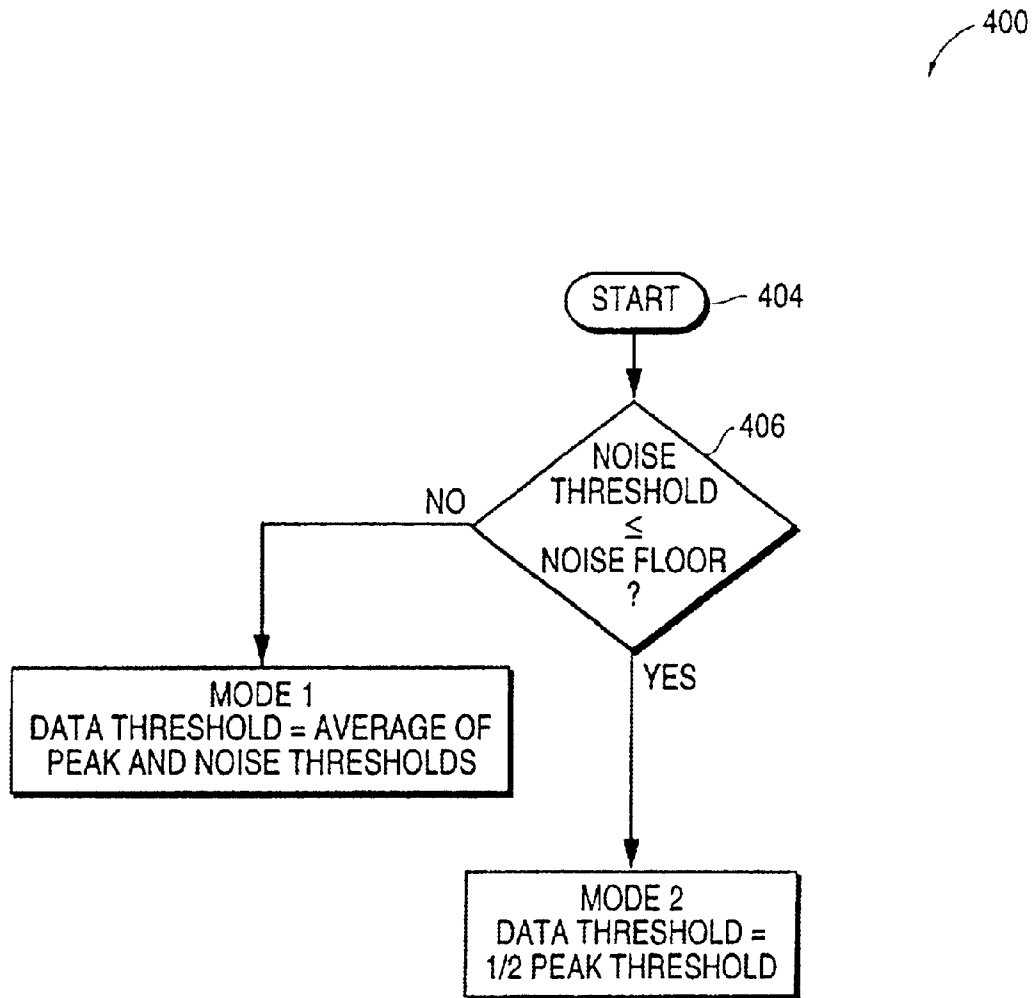 400
START
404
406
NOISE
THRESHOLD
≤
NOISE FLOOR
?
NO
YES
MODE 1
DATA THRESHOLD = AVERAGE OF
PEAK AND NOISE THRESHOLDS
MODE 2
DATA THRESHOLD =
1/2 PEAK THRESHOLD